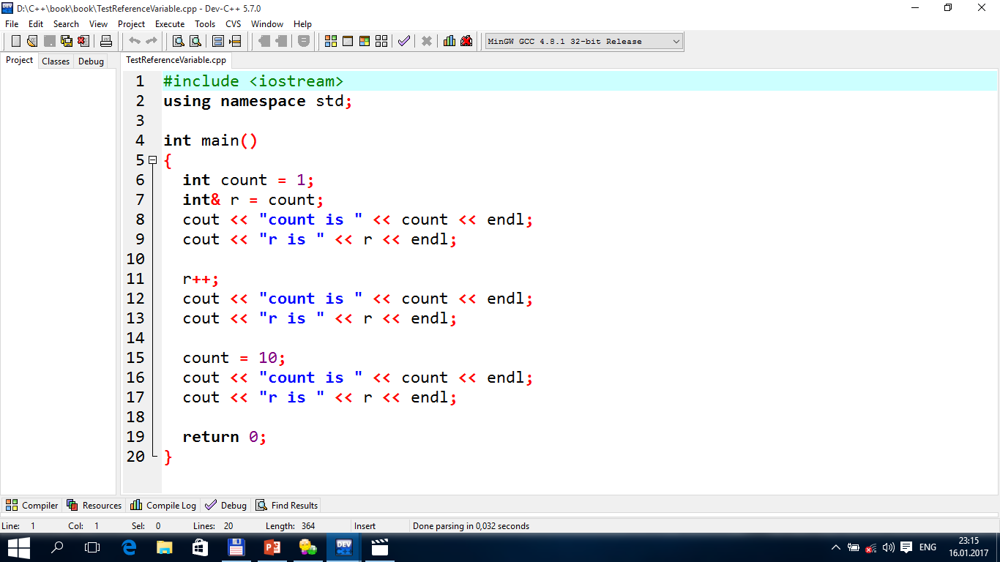 D:\C++\book\book\TestReferenceVariable.cpp - Dev-C++ 5.7.0
File Edit Search View Project Execute Tools CVS Window Help
MinGW GCC 4.8.1 32-bit Release
Project Classes Debug TestReferenceVariable.cpp
1 #include <iostream>
2 using namespace std;
3
4 int main()
5 {
6 int count = 1;
7 int& r = count;
8 cout << "count is " << count << endl;
9 cout << "r is " << r << endl;
10
11 r++;
12 cout << "count is " << count << endl;
13 cout << "r is " << r << endl;
14
15 count = 10;
16 cout << "count is " << count << endl;
17 cout << "r is " << r << endl;
18
19 return 0;
20 }
Compiler Resources Compile Log Debug Find Results
Line: 1 Col: 1 Sel: 0 Lines: 20 Length: 364 Insert Done parsing in 0,032 seconds
DEV
ENG
23:15
16.01.2017